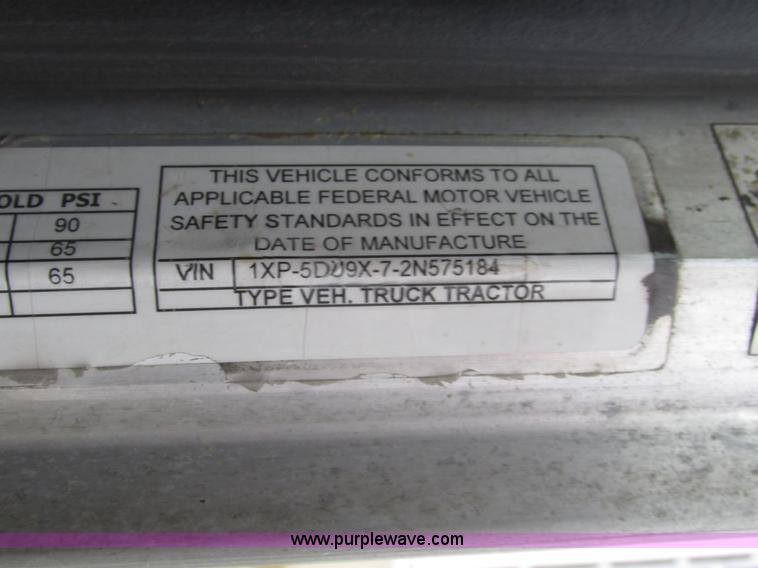 OLD PSI
90
65
65
THIS VEHICLE CONFORMS TO ALL
APPLICABLE FEDERAL MOTOR VEHICLE
SAFETY STANDARDS IN EFFECT ON THE
DATE OF MANUFACTURE
VIN 1XP-5DU9X-7-2N575184
TYPE VEH. TRUCK TRACTOR
www.purplewave.com